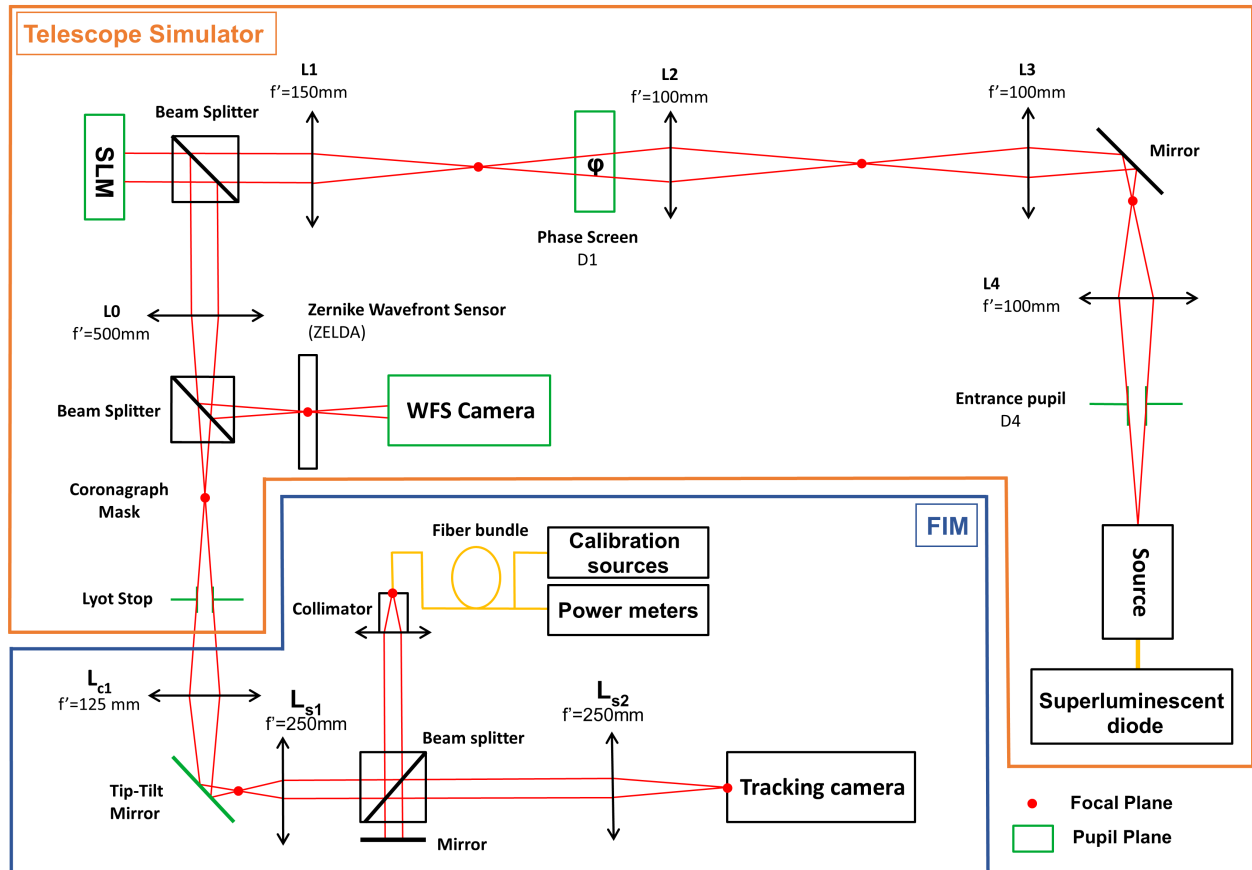 Telescope Simulator
L1
f'=150mm
L2
f'=100mm
L3
f'=100mm
Beam Splitter
Mirror
SLM
φ
Phase Screen
D1
L4
f'=100mm
L0
f'=500mm
Zernike Wavefront Sensor
(ZELDA)
Beam Splitter
WFS Camera
Entrance pupil
D4
Coronagraph
Mask
FIM
Fiber bundle
Calibration
sources
Power meters
Source
Lyot Stop
Collimator
Lc1
f'=125 mm
Ls1
f'=250mm
Ls2
f'=250mm
Superluminescent
diode
Beam splitter
Tip-Tilt
Mirror
Tracking camera
Mirror
Focal Plane
Pupil Plane